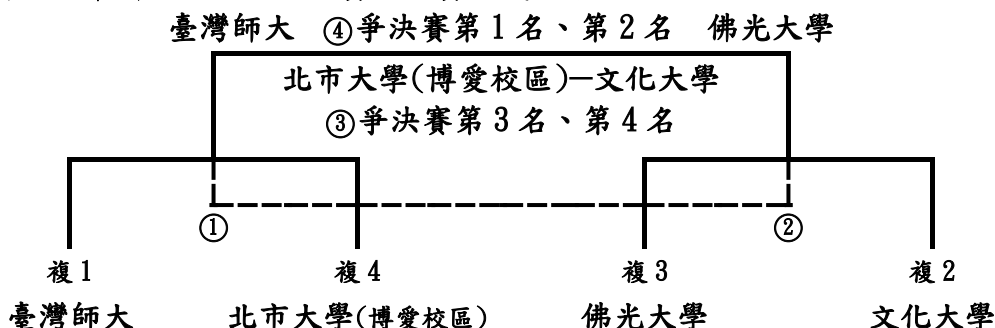 臺灣師大 ④爭決賽第1名、第2名 佛光大學
北市大學(博愛校區)—文化大學
③爭決賽第3名、第4名
① ②
複1 複4 複3 複2
臺灣師大 北市大學(博愛校區) 佛光大學 文化大學